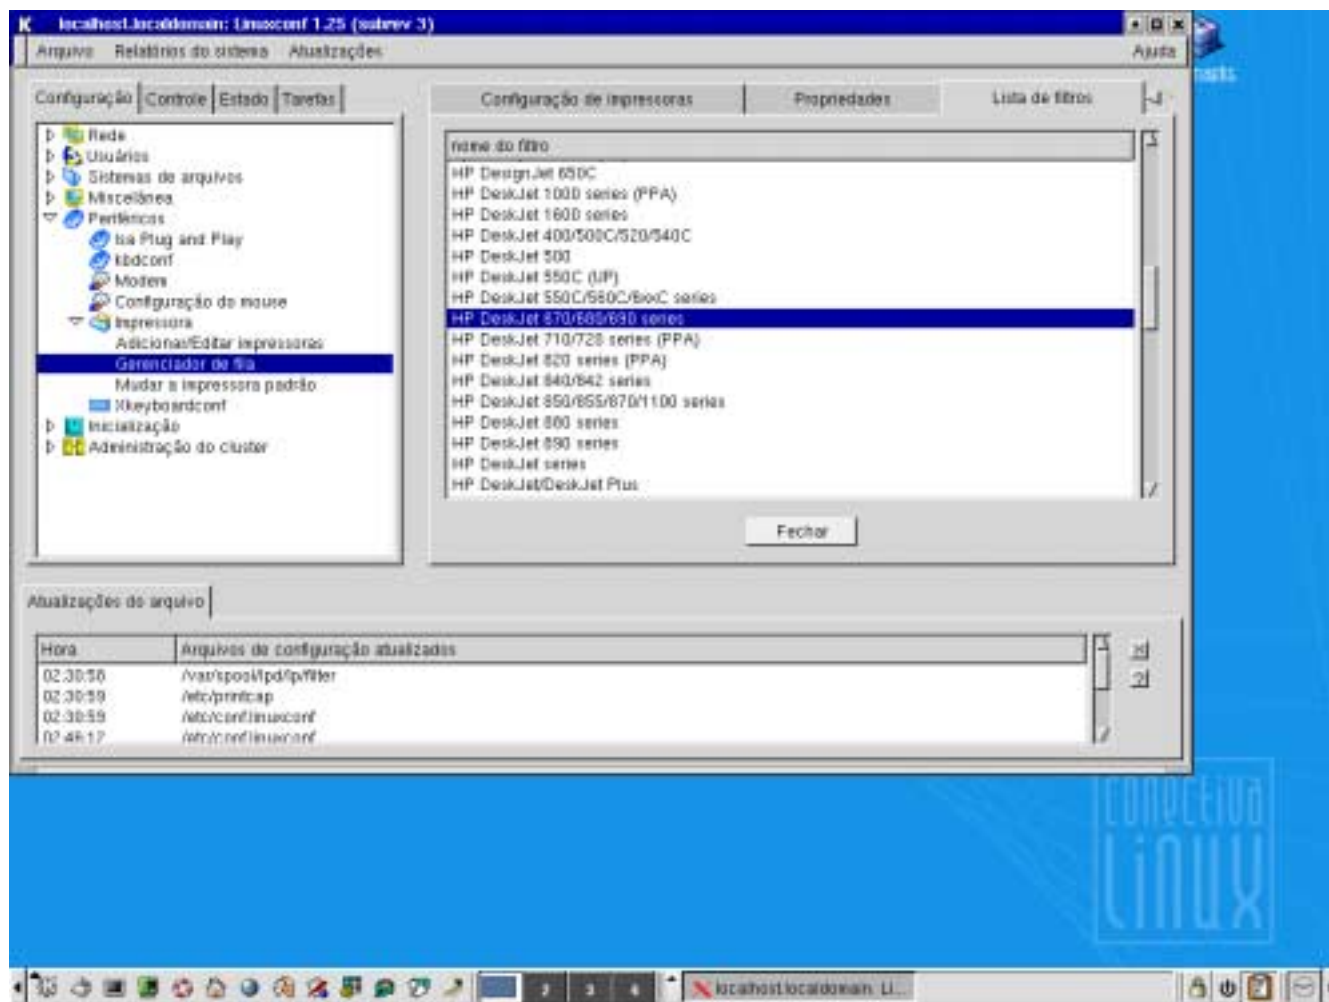 localhost.localdomain: Linuxconf 1.25 (subrev 3)
Arquivo Relatórios do sistema Atualizações Ajuda
Configuração Controle Estado Tarefas
Rede
Usuários
Sistemas de arquivos
Miscelânea
Periféricos
Isa Plug and Play
kbdconf
Modem
Configuração do mouse
Impressora
Adicionar/Editar impressoras
Gerenciador de fila
Mudar a impressora padrão
Xkeyboardconf
Inicialização
Administração do cluster
Configuração de impressoras Propriedades Lista de filtros
nome do filtro
HP DesignJet 650C
HP DeskJet 1000 series (PPA)
HP DeskJet 1600 series
HP DeskJet 400/500C/520/540C
HP DeskJet 500
HP DeskJet 550C (UP)
HP DeskJet 550C/560C/6xxC series
HP DeskJet 670/680/690 series
HP DeskJet 710/720 series (PPA)
HP DeskJet 820 series (PPA)
HP DeskJet 840/842 series
HP DeskJet 850/855/870/1100 series
HP DeskJet 880 series
HP DeskJet 890 series
HP DeskJet series
HP DeskJet/DeskJet Plus
Fechar
Atualizações do arquivo
Hora Arquivos de configuração atualizados
02:30:58 /var/spool/lpd/lp/filter
02:30:59 /etc/printcap
02:30:59 /etc/conf.linuxconf
/etc/conf.linuxconf
conectiva
Linux
2 3 4 localhost.localdomain: Li...